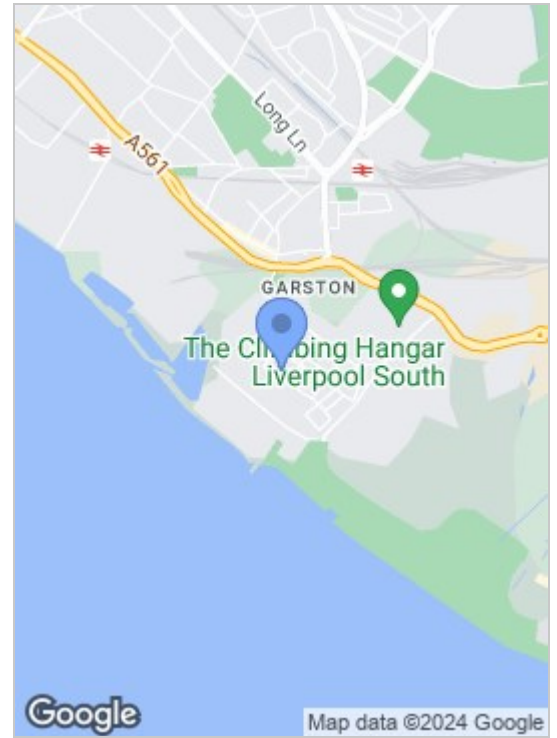 Long Ln
A561
GARSTON
The Climbing Hangar
Liverpool South
Google
Map data ©2024 Google